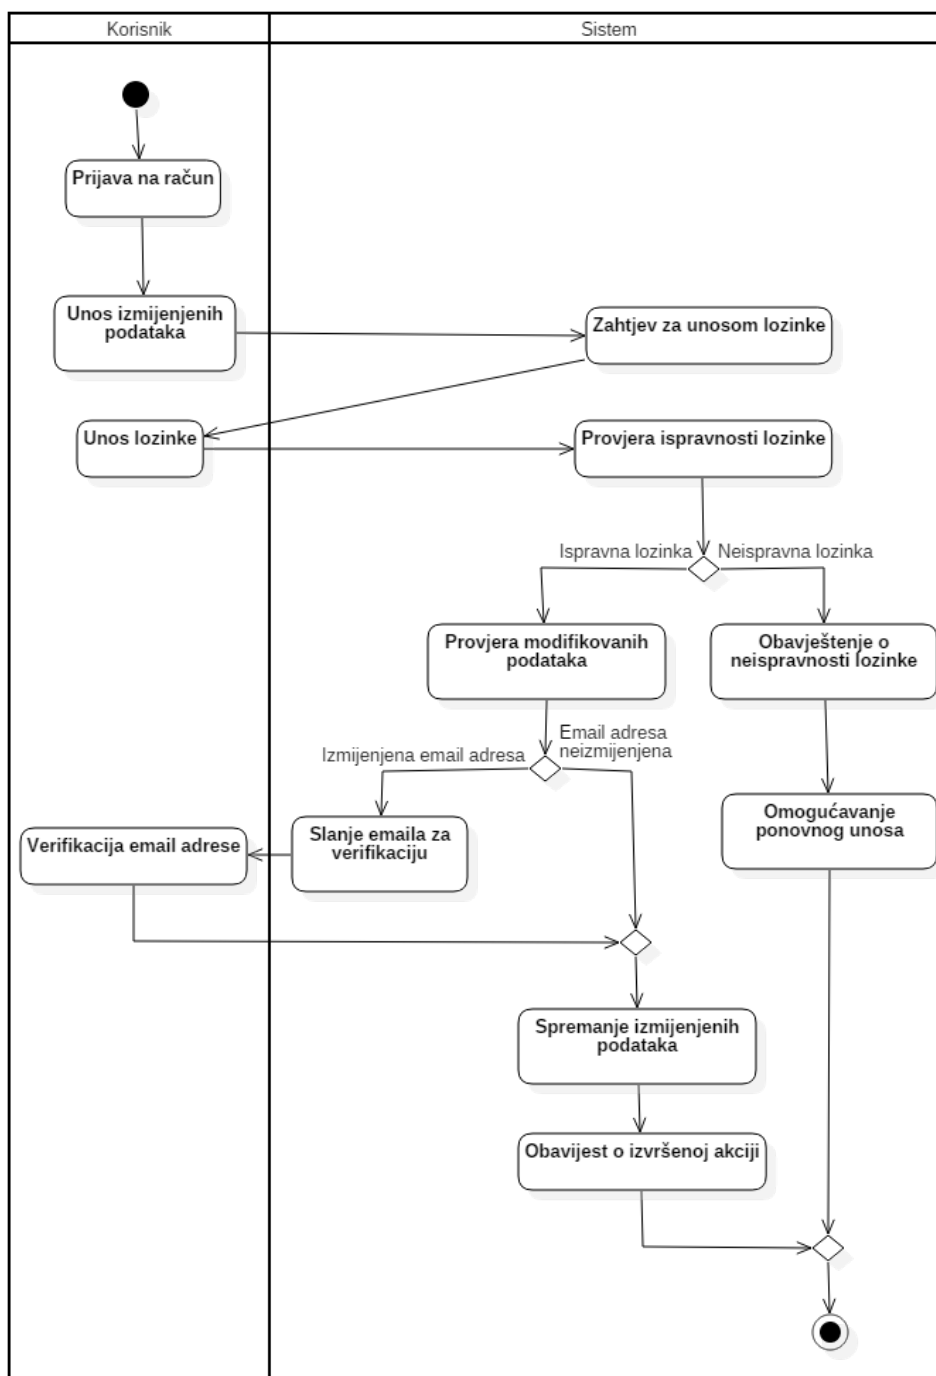 Korisnik
Sistem
Prijava na račun
Unos izmijenjenih
podataka
Zahtjev za unosom lozinke
Unos lozinke
Provjera ispravnosti lozinke
Ispravna lozinka
Neispravna lozinka
Provjera modifikovanih
podataka
Obavještenje o
neispravnosti lozinke
Izmijenjena email adresa
Email adresa
neizmijenjena
Omogućavanje
ponovnog unosa
Verifikacija email adrese
Slanje emaila za
verifikaciju
Spremanje izmijenjenih
podataka
Obavijest o izvršenoj akciji